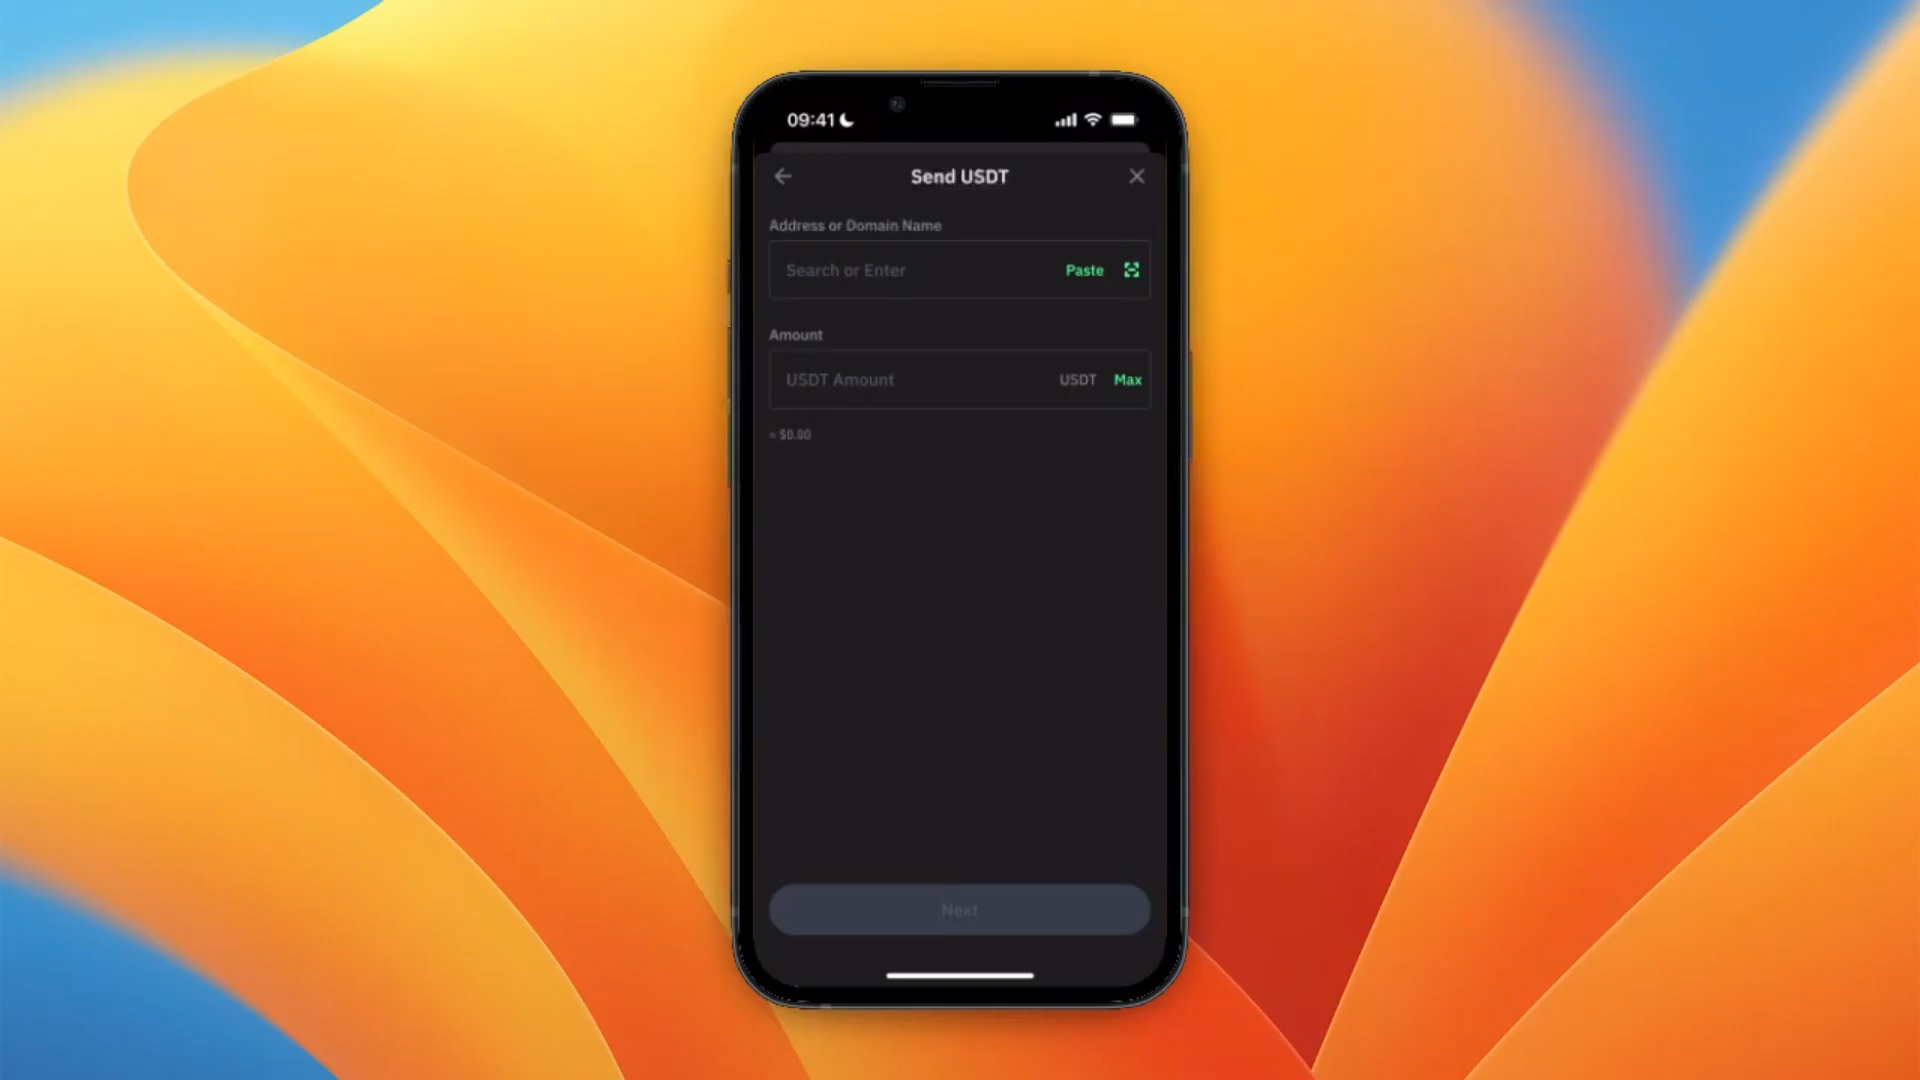 09:41
Send USDT
Address or Domain Name
Search or Enter Paste
Amount
USDT Amount USDT Max
≈ $0.00
Next